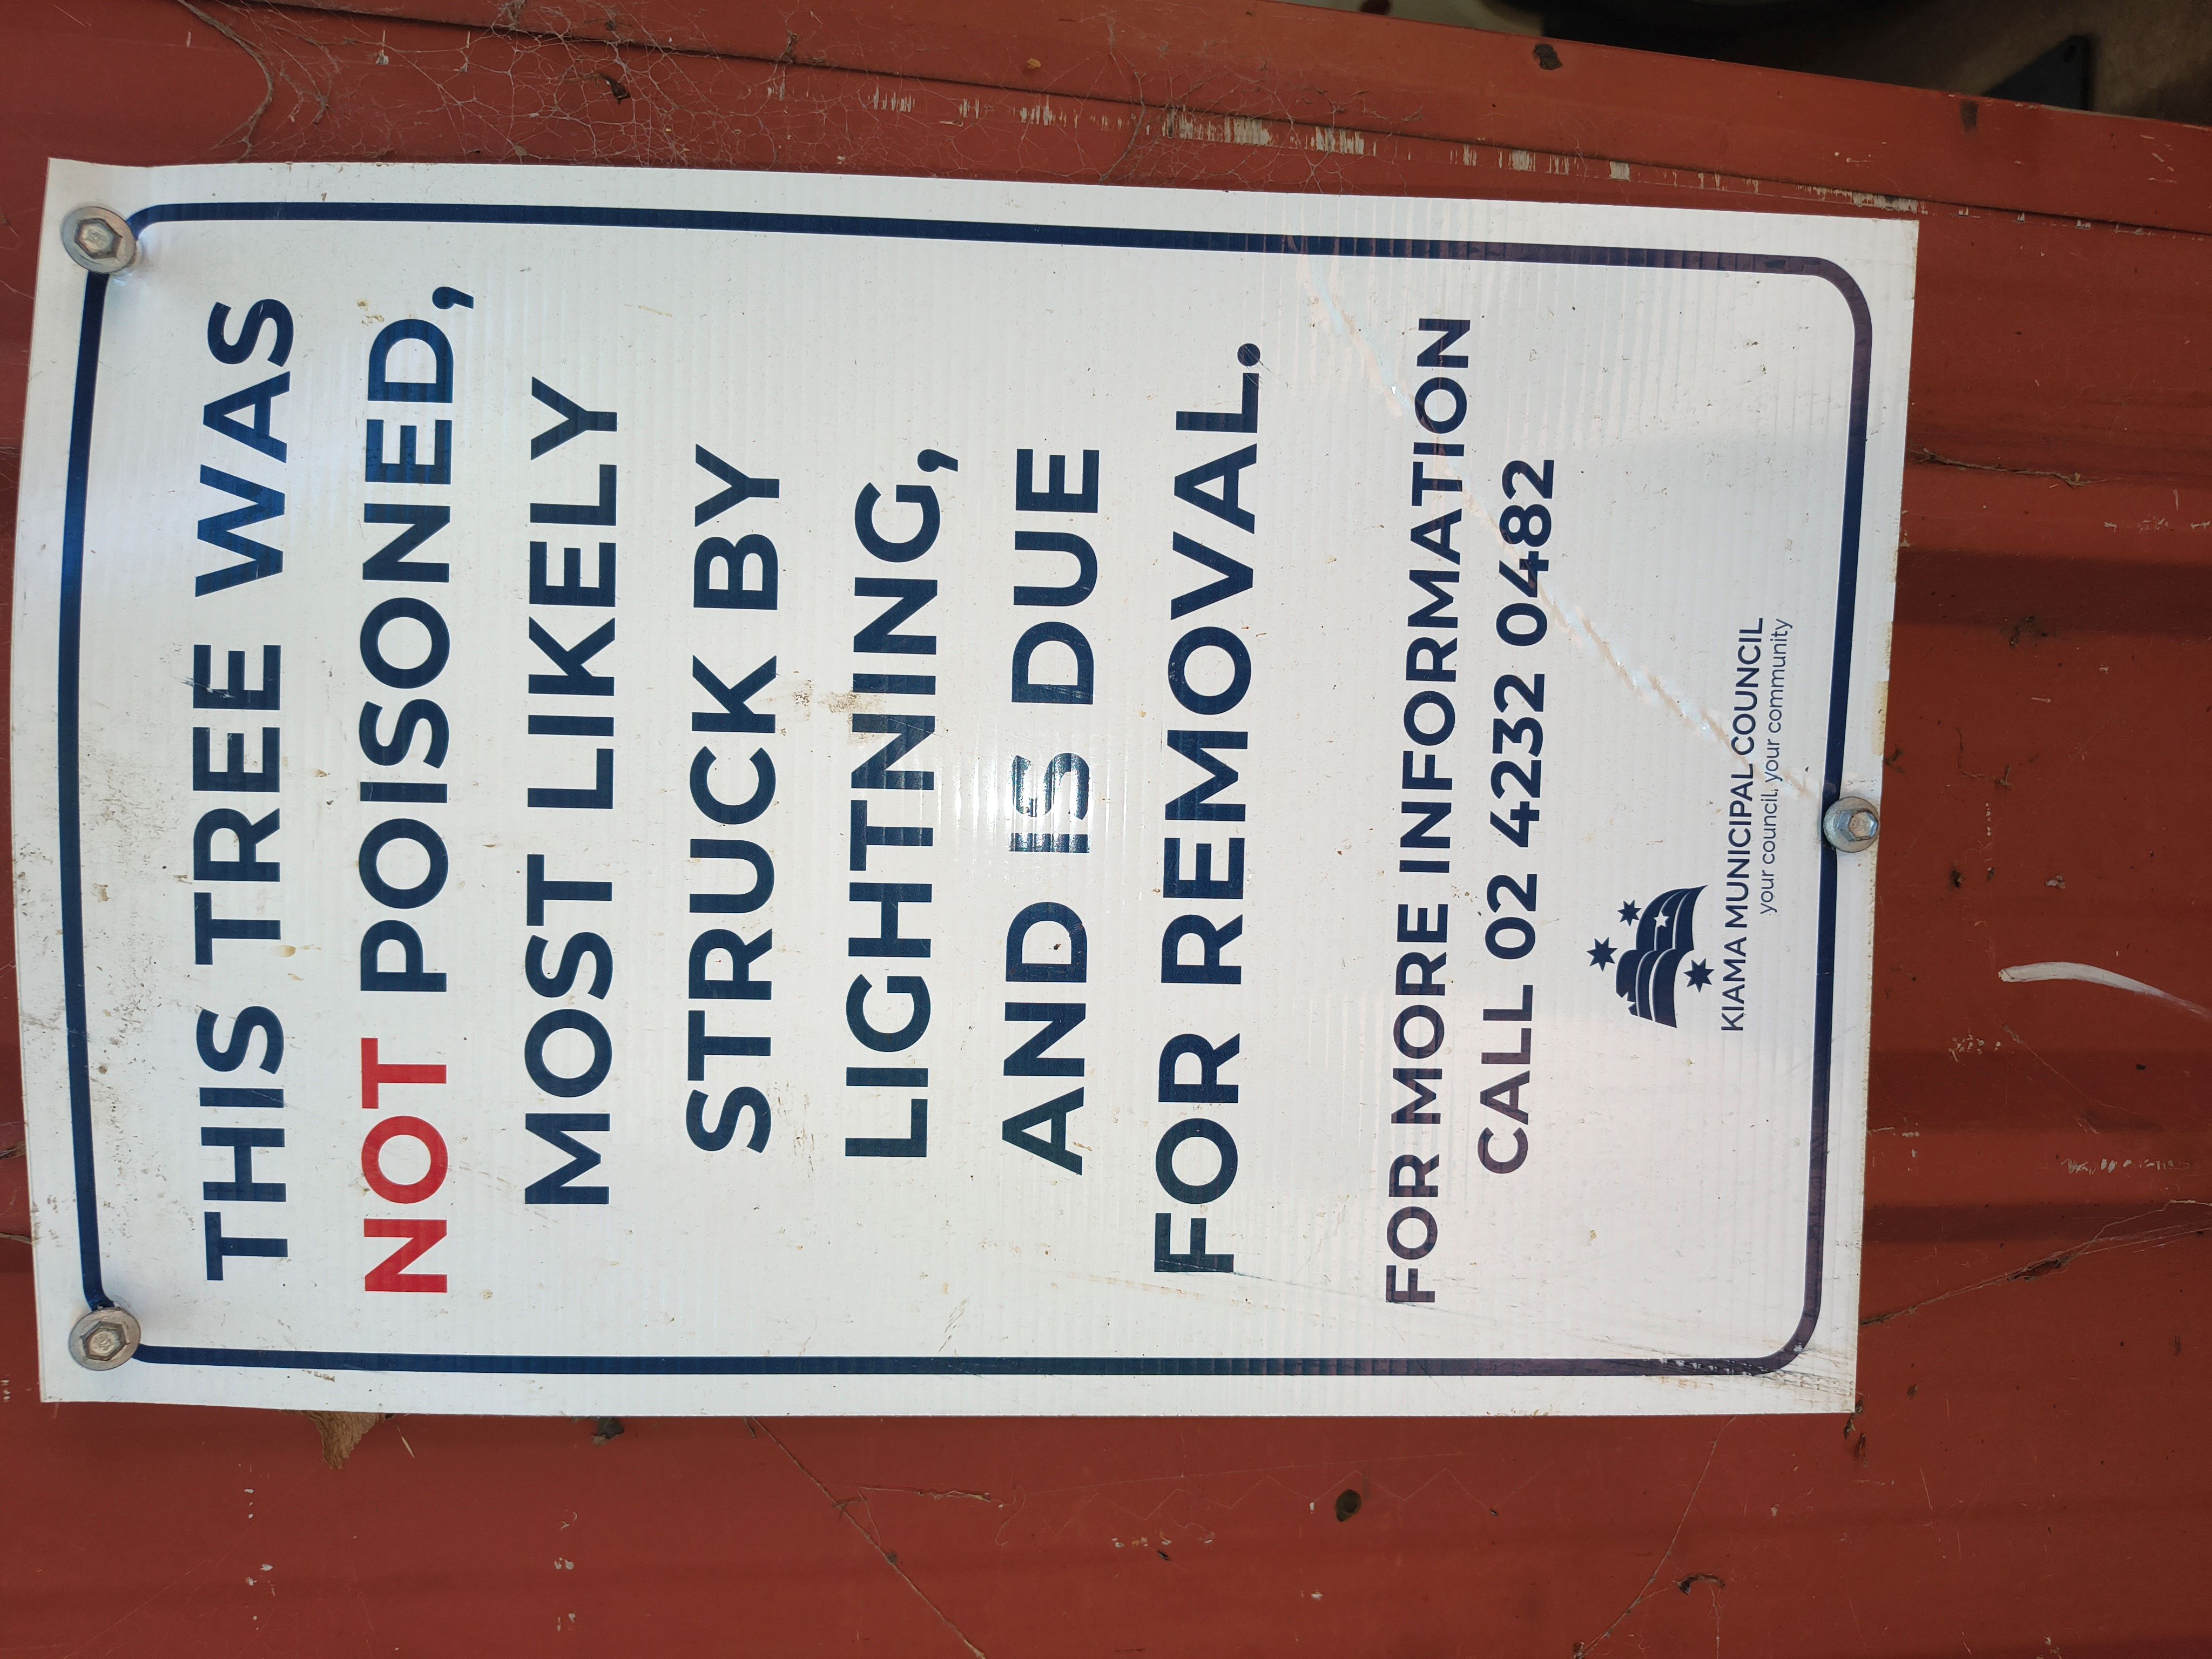 THIS TREE WAS
NOT POISONED,
MOST LIKELY
STRUCK BY
LIGHTNING,
AND IS DUE
FOR REMOVAL.
FOR MORE INFORMATION
CALL 02 4232 0482
KIAMA MUNICIPAL COUNCIL
your council, your community